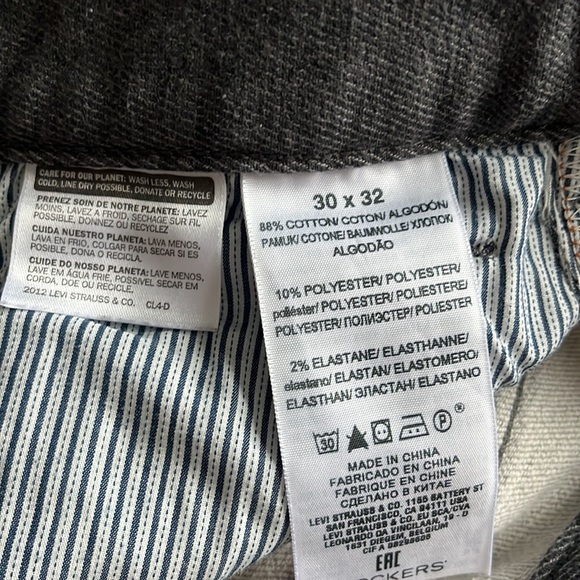 CARE FOR OUR PLANET: WASH LESS, WASH
COLD, LINE DRY POSSIBLE, DONATE OR RECYCLE
PRENEZ SOIN DE NOTRE PLANETE: LAVEZ
MOINS, LAVEZ A FROID, SECHAGE SUR FIL
POSSIBLE, DONNEZ OU RECYCLEZ
CUIDA NUESTRO PLANETA: LAVA MENOS,
LAVA EN FRIO, COLGAR PARA SECAR SI
POSIBLE, DONA O RECICLA.
CUIDE DO NOSSO PLANETA: LAVE MENOS,
LAVE EM ÁGUA FRIE, POSSIVEL SECAR EM
CORDA, DOE OU RECICLE.
2012 LEVI STRAUSS & CO. CL4-D
30 x 32
88% COTTON/ COTON/ ALGODÓN/
PAMUK/ COTONE/ BAUMWOLLE/ ХЛОПОК/
ALGODÃO
10% POLYESTER/ POLYESTER/
poliéster/ POLYESTER/ POLIESTERE/
POLYESTER/ ПОЛИЭСТЕР/ POLIESTER
2% ELASTANE/ ELASTHANNE/
elastano/ ELASTAN/ ELASTOMERO/
ELASTHAN/ ЭЛАСТАН/ ELASTANO
30 P ®
MADE IN CHINA
FABRICADO EN CHINA
FABRIQUE EN CHINE
СДЕЛАНО В КИТАЕ
LEVI STRAUSS & CO. 1155 BATTERY ST
SAN FRANCISCO, CA 94111 USA
LEVI STRAUSS & CO. EU SCA/CVA
LEONARDO DA VINCILAAN, 19 - D
1831 DIEGEM, BELGIUM
EAC
OCKERS®